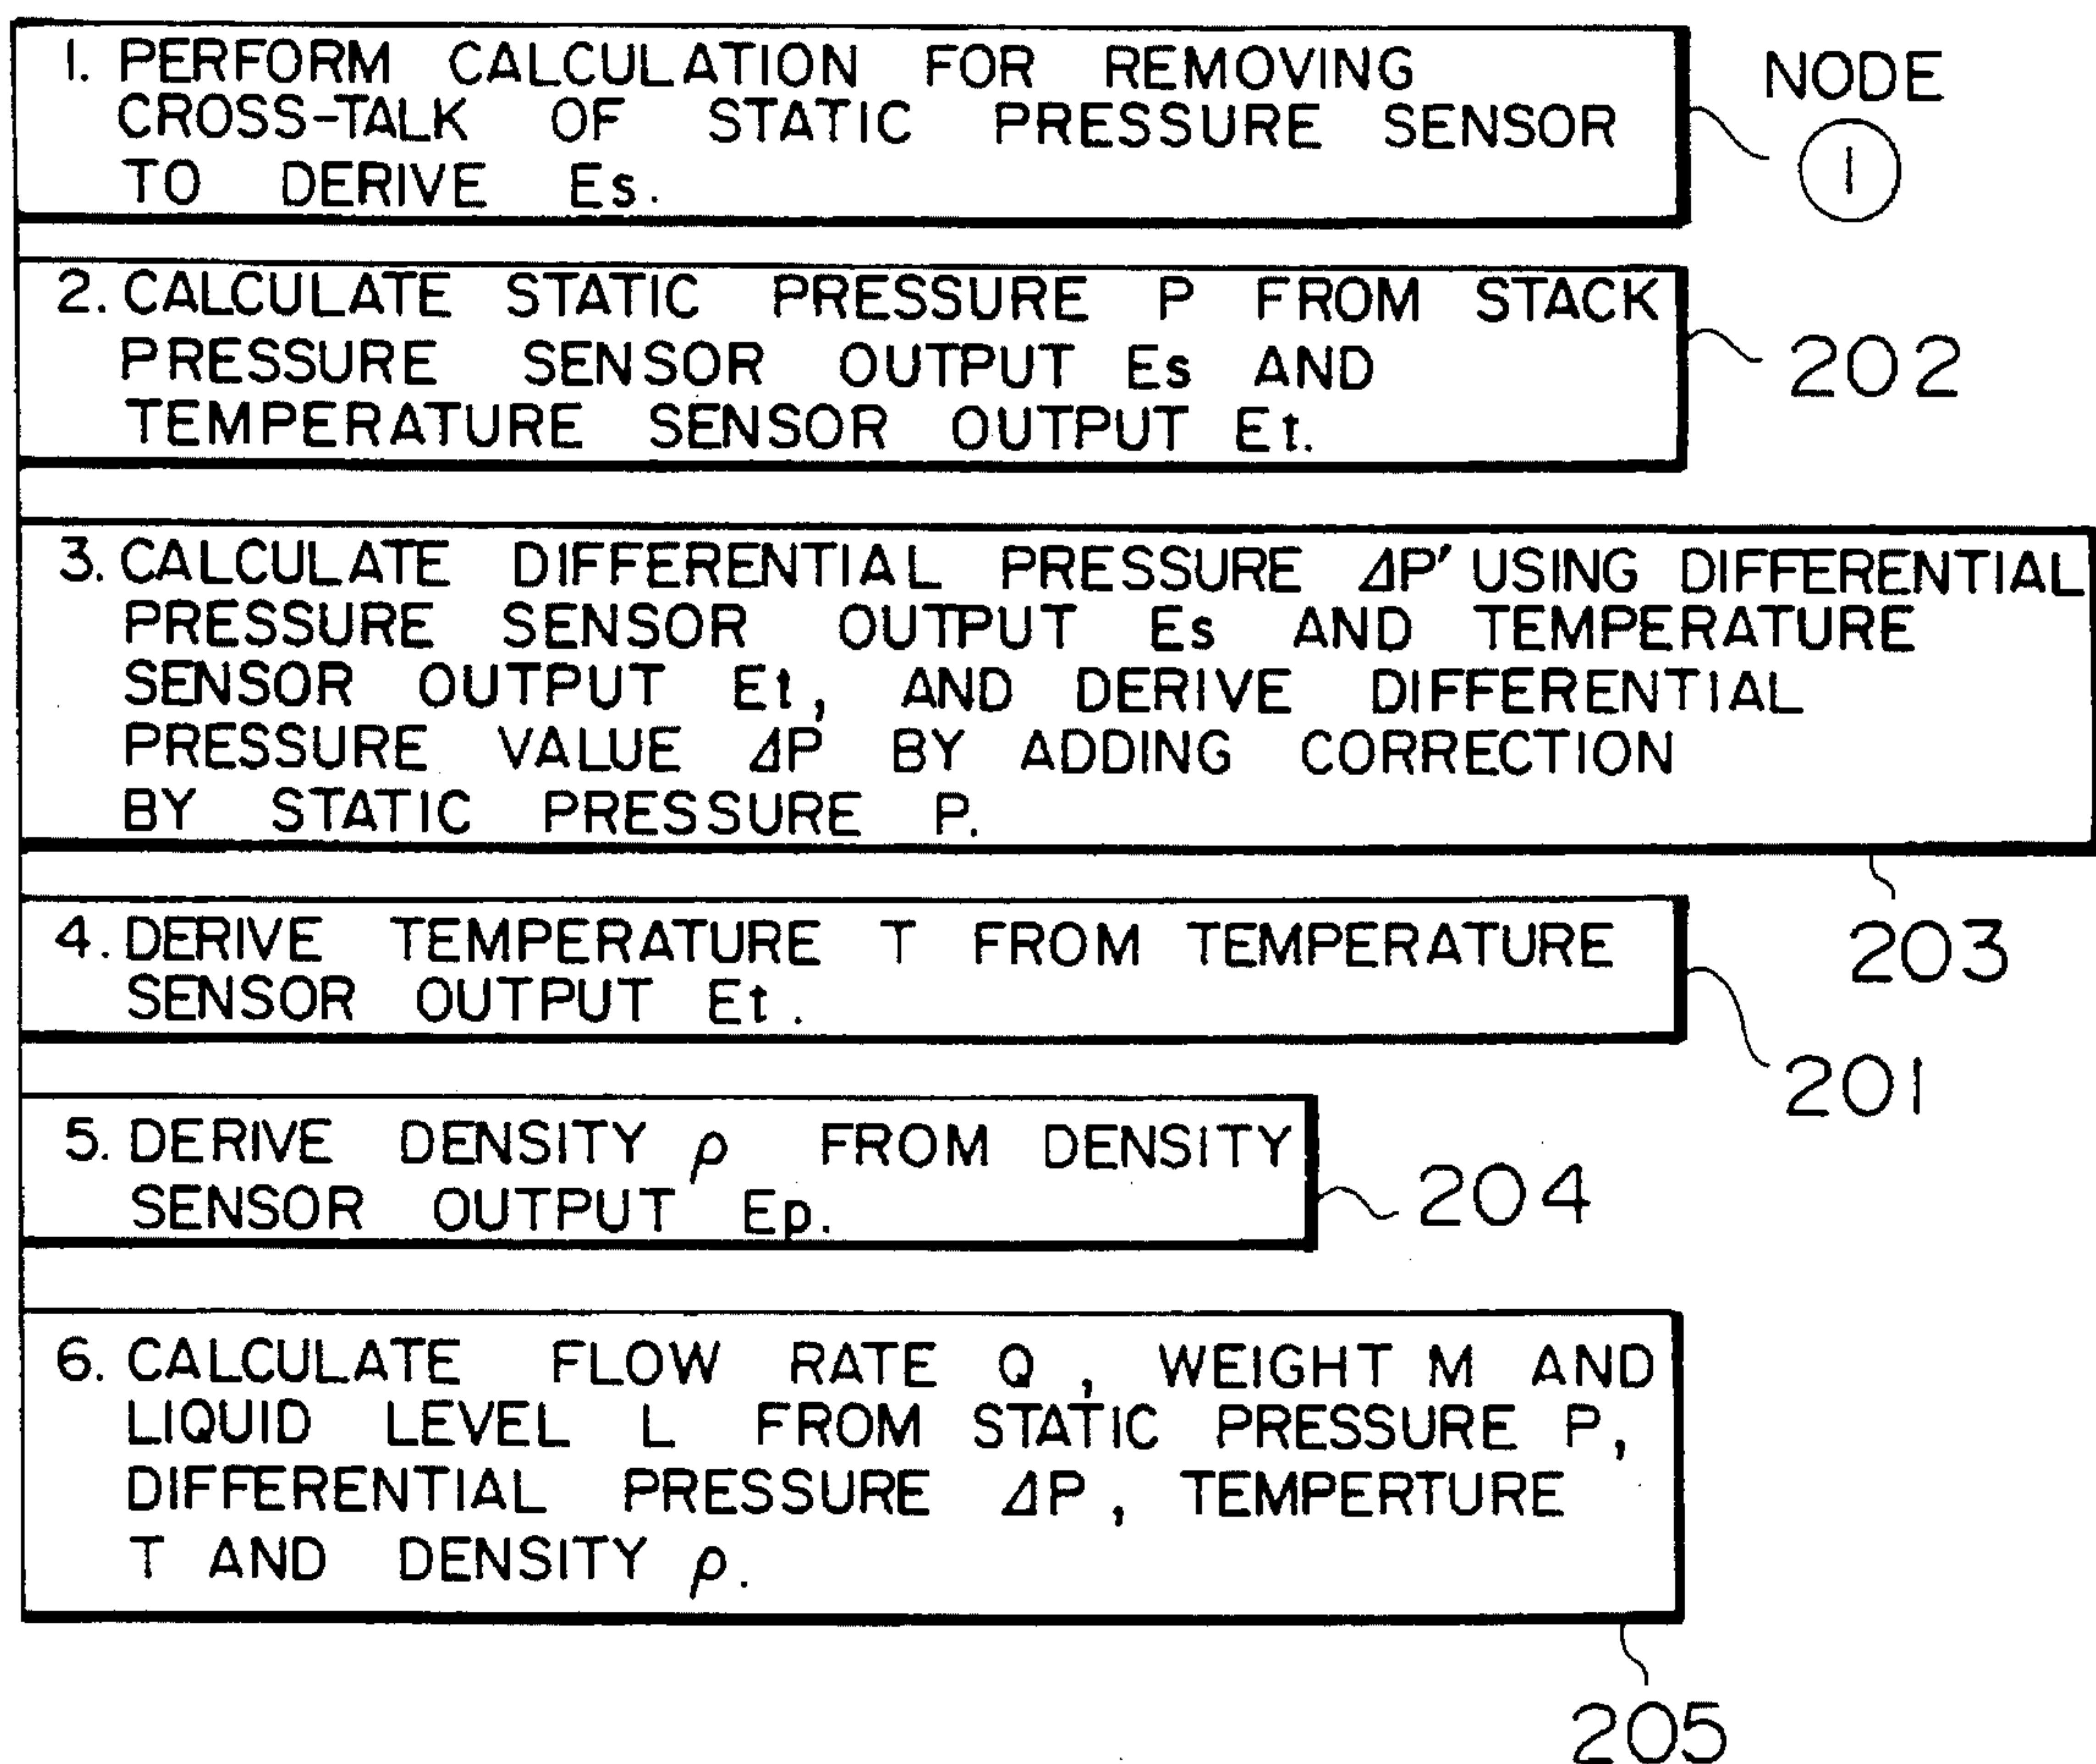 1. PERFORM CALCULATION FOR REMOVING
CROSS-TALK OF STATIC PRESSURE SENSOR
TO DERIVE Es.
NODE
1
2. CALCULATE STATIC PRESSURE P FROM STACK
PRESSURE SENSOR OUTPUT Es AND
TEMPERATURE SENSOR OUTPUT Et.
202
3. CALCULATE DIFFERENTIAL PRESSURE ΔP' USING DIFFERENTIAL
PRESSURE SENSOR OUTPUT Es AND TEMPERATURE
SENSOR OUTPUT Et, AND DERIVE DIFFERENTIAL
PRESSURE VALUE ΔP BY ADDING CORRECTION
BY STATIC PRESSURE P.
203
4. DERIVE TEMPERATURE T FROM TEMPERATURE
SENSOR OUTPUT Et.
201
5. DERIVE DENSITY ρ FROM DENSITY
SENSOR OUTPUT Ep.
204
6. CALCULATE FLOW RATE Q, WEIGHT M AND
LIQUID LEVEL L FROM STATIC PRESSURE P,
DIFFERENTIAL PRESSURE ΔP, TEMPERTURE
T AND DENSITY ρ.
205